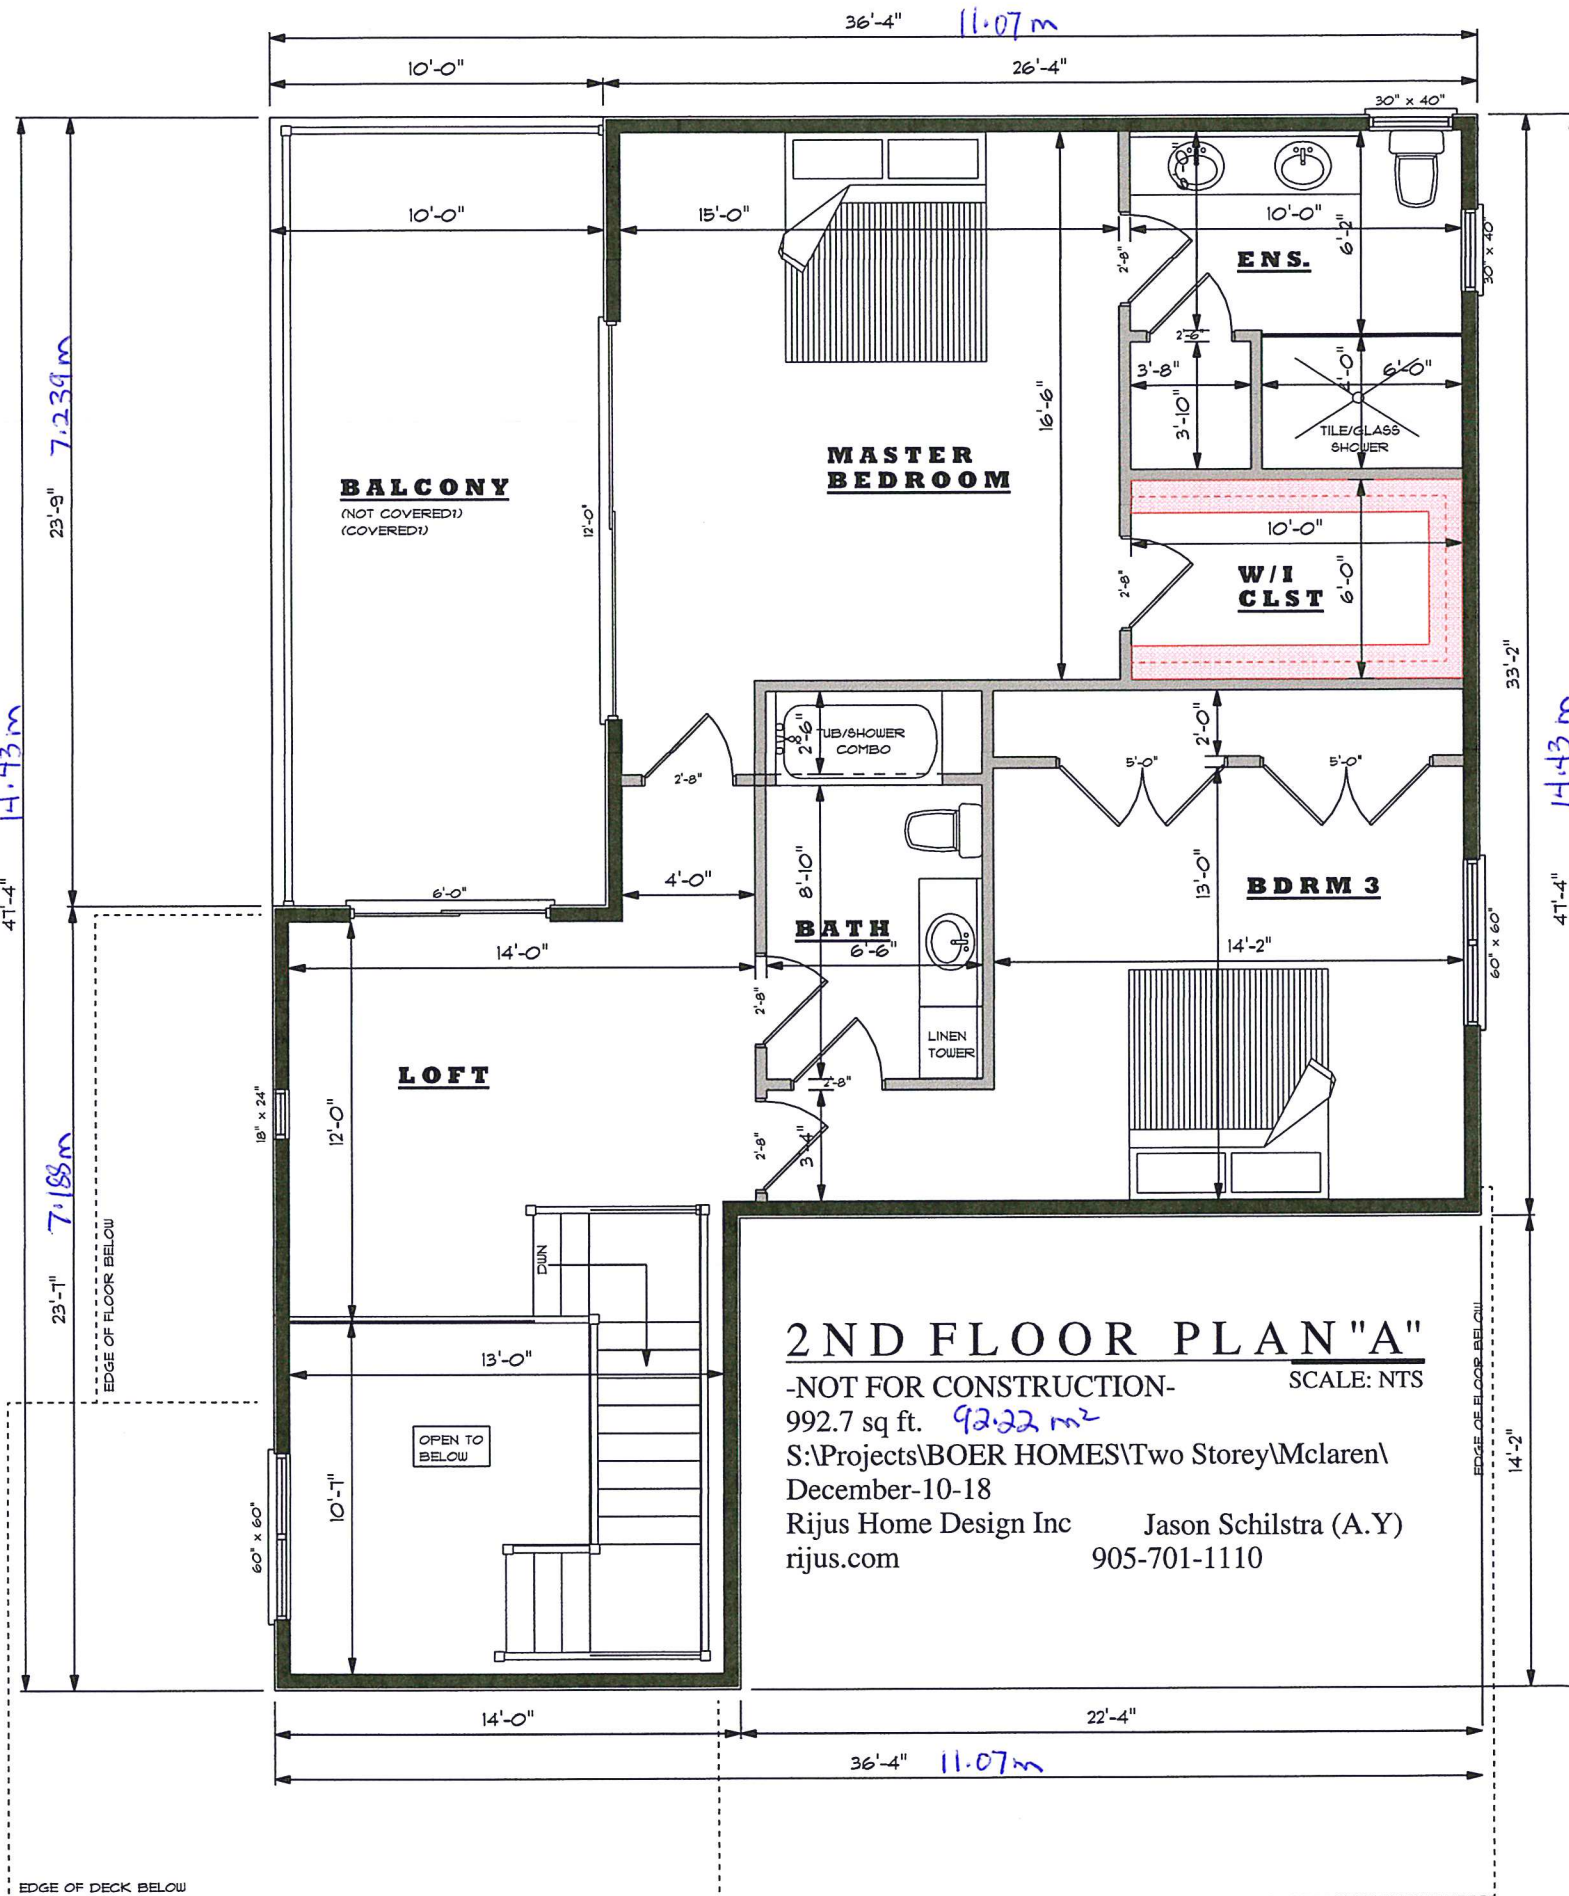 36'-4" 11.07m
10'-0"
26'-4"
30" x 40"
10'-0"
15'-0"
10'-0"
6'-2"
2'-8"
ENS.
30" x 40"
2'-6"
3'-8"
3'-10"
6'-0"
TILE/GLASS
SHOWER
16'-6"
MASTER
BEDROOM
BALCONY
(NOT COVERED?)
(COVERED?)
12'-0"
23'-9" 7.239m
10'-0"
W/I
CLST
6'-0"
2'-8"
33'-2"
47'-4" 14.43m
47'-4" 14.43m
2'-6"
TUB/SHOWER
COMBO
2'-0"
5'-0"
5'-0"
2'-8"
4'-0"
8'-10"
13'-0"
BDRM 3
6'-0"
BATH
6'-6"
14'-0"
14'-2"
60" x 60"
2'-8"
LINEN
TOWER
LOFT
2'-8"
18" x 24"
12'-0"
2'-8"
3'-4"
23'-7" 7.188m
EDGE OF FLOOR BELOW
DWN
13'-0"
OPEN TO
BELOW
10'-7"
60" x 60"
2ND FLOOR PLAN "A"
SCALE: NTS
-NOT FOR CONSTRUCTION-
992.7 sq ft. 92.22 m²
S:\Projects\BOER HOMES\Two Storey\Mclaren\
December-10-18
Rijus Home Design Inc Jason Schilstra (A.Y)
rijus.com 905-701-1110
EDGE OF FLOOR BELOW
14'-2"
14'-0"
22'-4"
36'-4" 11.07m
EDGE OF DECK BELOW